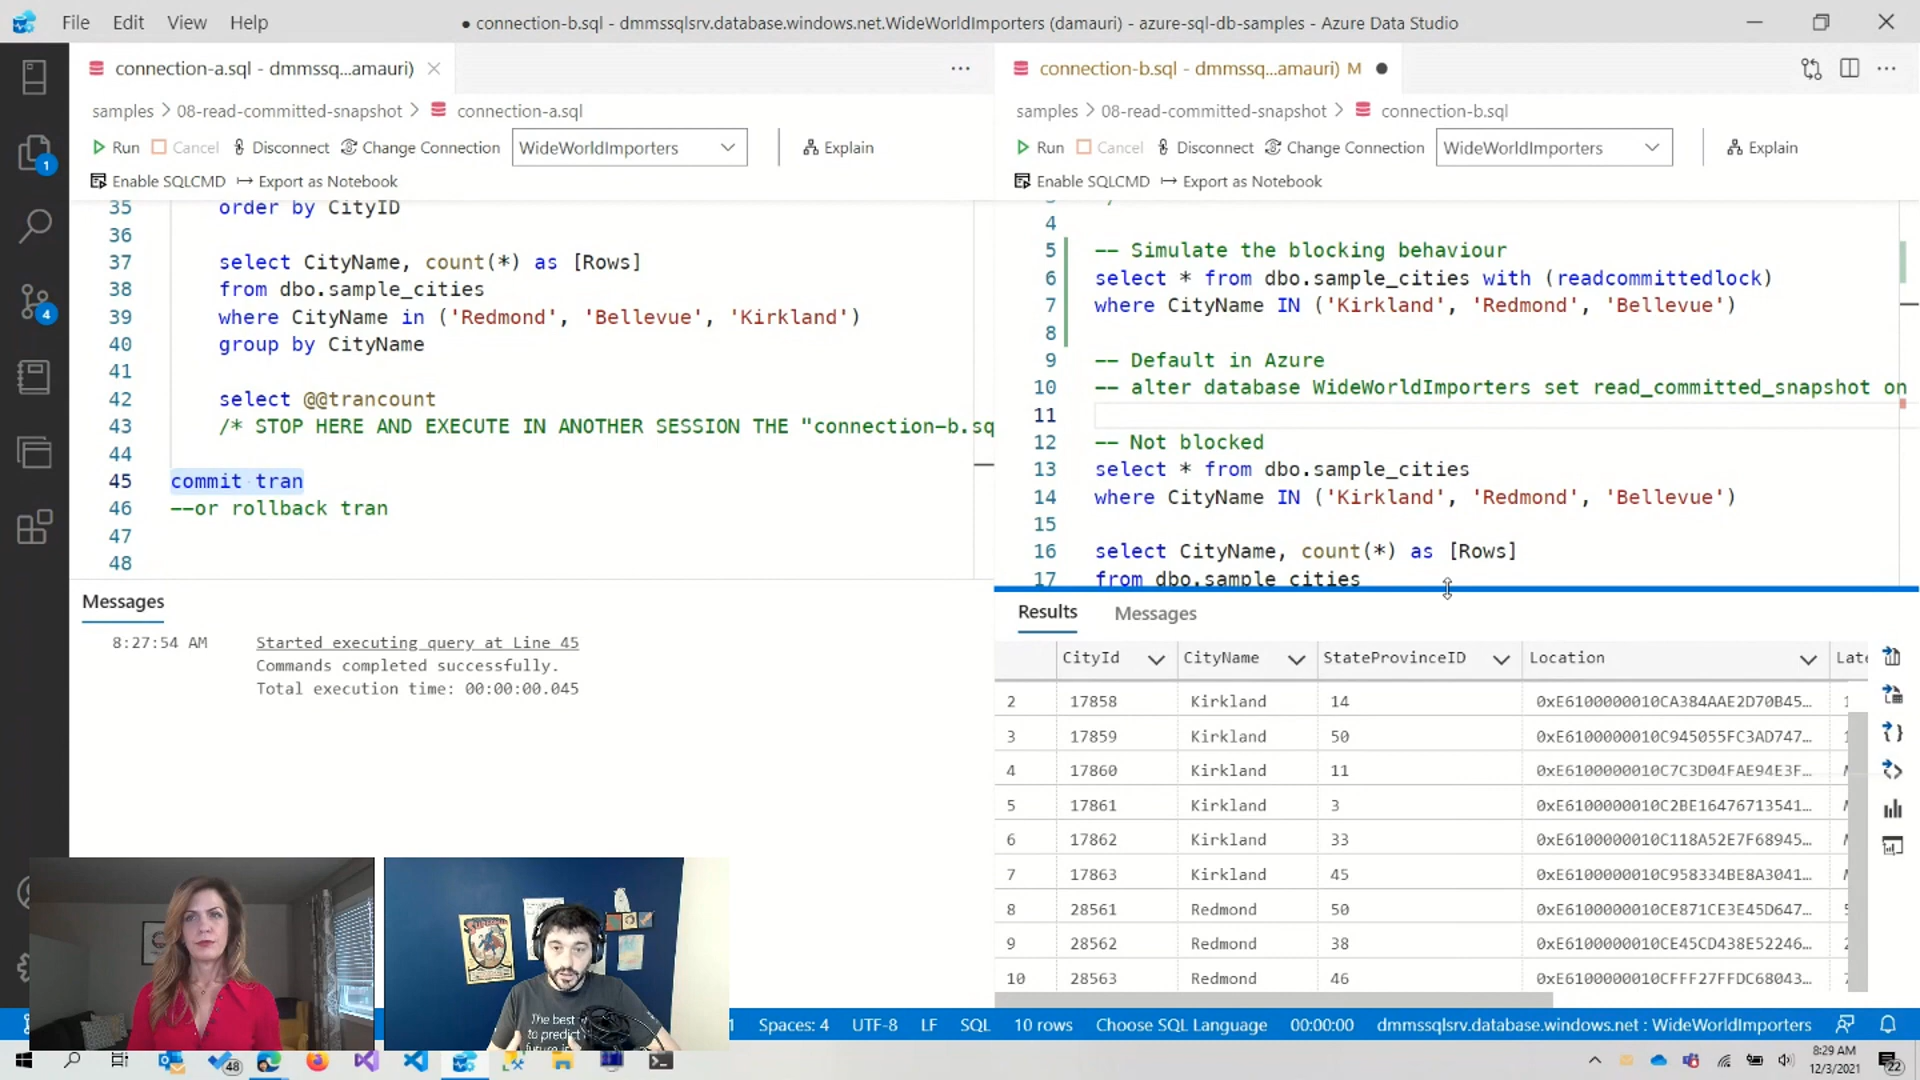 File Edit View Help
● connection-b.sql - dmmssqlsrv.database.windows.net.WideWorldImporters (damauri) - azure-sql-db-samples - Azure Data Studio
connection-a.sql - dmmssq...amauri)
samples > 08-read-committed-snapshot > connection-a.sql
Run Cancel Disconnect Change Connection WideWorldImporters Explain
Enable SQLCMD Export as Notebook
35 order by CityID
36
37 select CityName, count(*) as [Rows]
38 from dbo.sample_cities
39 where CityName in ('Redmond', 'Bellevue', 'Kirkland')
40 group by CityName
41
42 select @@trancount
43 /* STOP HERE AND EXECUTE IN ANOTHER SESSION THE "connection-b.sq
44
45 commit tran
46 --or rollback tran
47
48
Messages
8:27:54 AM Started executing query at Line 45
Commands completed successfully.
Total execution time: 00:00:00.045
connection-b.sql - dmmssq...amauri) M
samples > 08-read-committed-snapshot > connection-b.sql
Run Cancel Disconnect Change Connection WideWorldImporters Explain
Enable SQLCMD Export as Notebook
4
5 -- Simulate the blocking behaviour
6 select * from dbo.sample_cities with (readcommittedlock)
7 where CityName IN ('Kirkland', 'Redmond', 'Bellevue')
8
9 -- Default in Azure
10 -- alter database WideWorldImporters set read_committed_snapshot on
11
12 -- Not blocked
13 select * from dbo.sample_cities
14 where CityName IN ('Kirkland', 'Redmond', 'Bellevue')
15
16 select CityName, count(*) as [Rows]
17 from dbo.sample_cities
Results Messages
CityId CityName StateProvinceID Location Late
2 17858 Kirkland 14 0xE6100000010CA384AAE2D70B45...
3 17859 Kirkland 50 0xE6100000010C945055FC3AD747...
4 17860 Kirkland 11 0xE6100000010C7C3D04FAE94E3F...
5 17861 Kirkland 3 0xE6100000010C2BE16476713541...
6 17862 Kirkland 33 0xE6100000010C118A52E7F68945...
7 17863 Kirkland 45 0xE6100000010C958334BE8A3041...
8 28561 Redmond 50 0xE6100000010CE871CE3E45D647...
9 28562 Redmond 38 0xE6100000010CE45CD438E52246...
10 28563 Redmond 46 0xE6100000010CFFF27FFDC68043...
1
4
SUPERMAN
The best
to predict
future is
Spaces: 4 UTF-8 LF SQL 10 rows Choose SQL Language 00:00:00 dmmssqlsrv.database.windows.net : WideWorldImporters
48
8:29 AM
12/3/2021
22